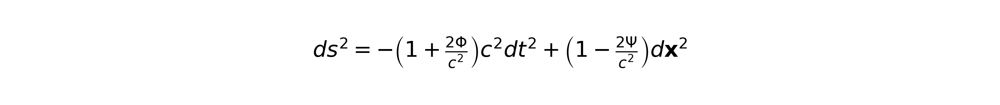 ds² = −(1 + 2Φ/c²)c²dt² + (1 − 2Ψ/c²)d𝐱²